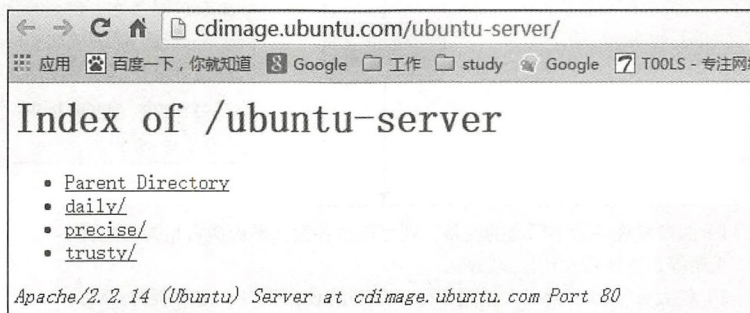 cdimage.ubuntu.com/ubuntu-server/
应用 百度一下，你就知道 Google 工作 study Google T00LS - 专注网
Index of /ubuntu-server
Parent Directory
daily/
precise/
trusty/
Apache/2.2.14 (Ubuntu) Server at cdimage.ubuntu.com Port 80